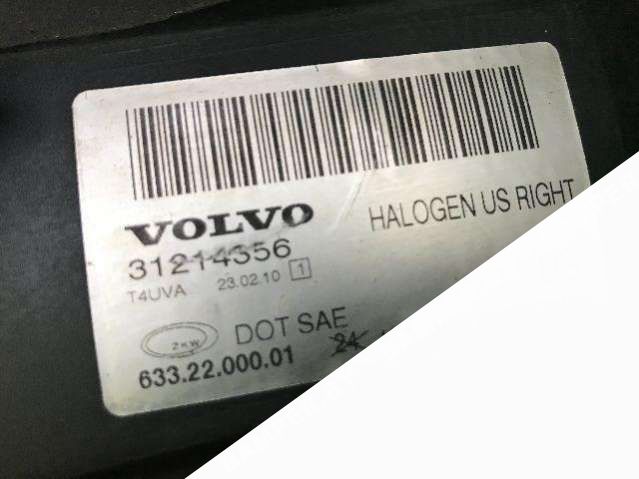 VOLVO
HALOGEN US RIGHT
31214356
T4UVA 23.02.10 1
ZKW DOT SAE
633.22.000.01 24